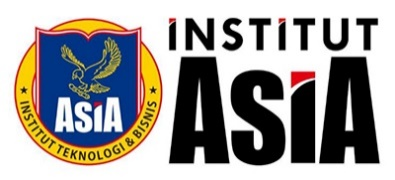 ASiA
INSTITUT TEKNOLOGI & BISNIS
iNSTiTUT
ASiA